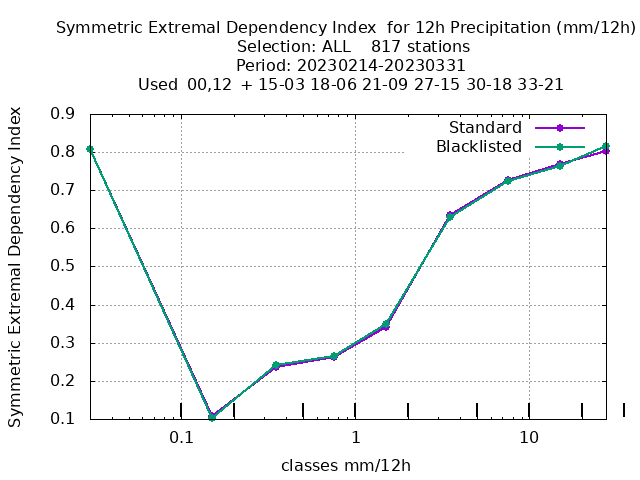 Symmetric Extremal Dependency Index  for 12h Precipitation (mm/12h)
Selection: ALL    817 stations
Period: 20230214-20230331
Used  00,12  + 15-03 18-06 21-09 27-15 30-18 33-21
Symmetric Extremal Dependency Index
0.9
0.8
0.7
0.6
0.5
0.4
0.3
0.2
0.1
Standard
Blacklisted
0.1 1 10
classes mm/12h